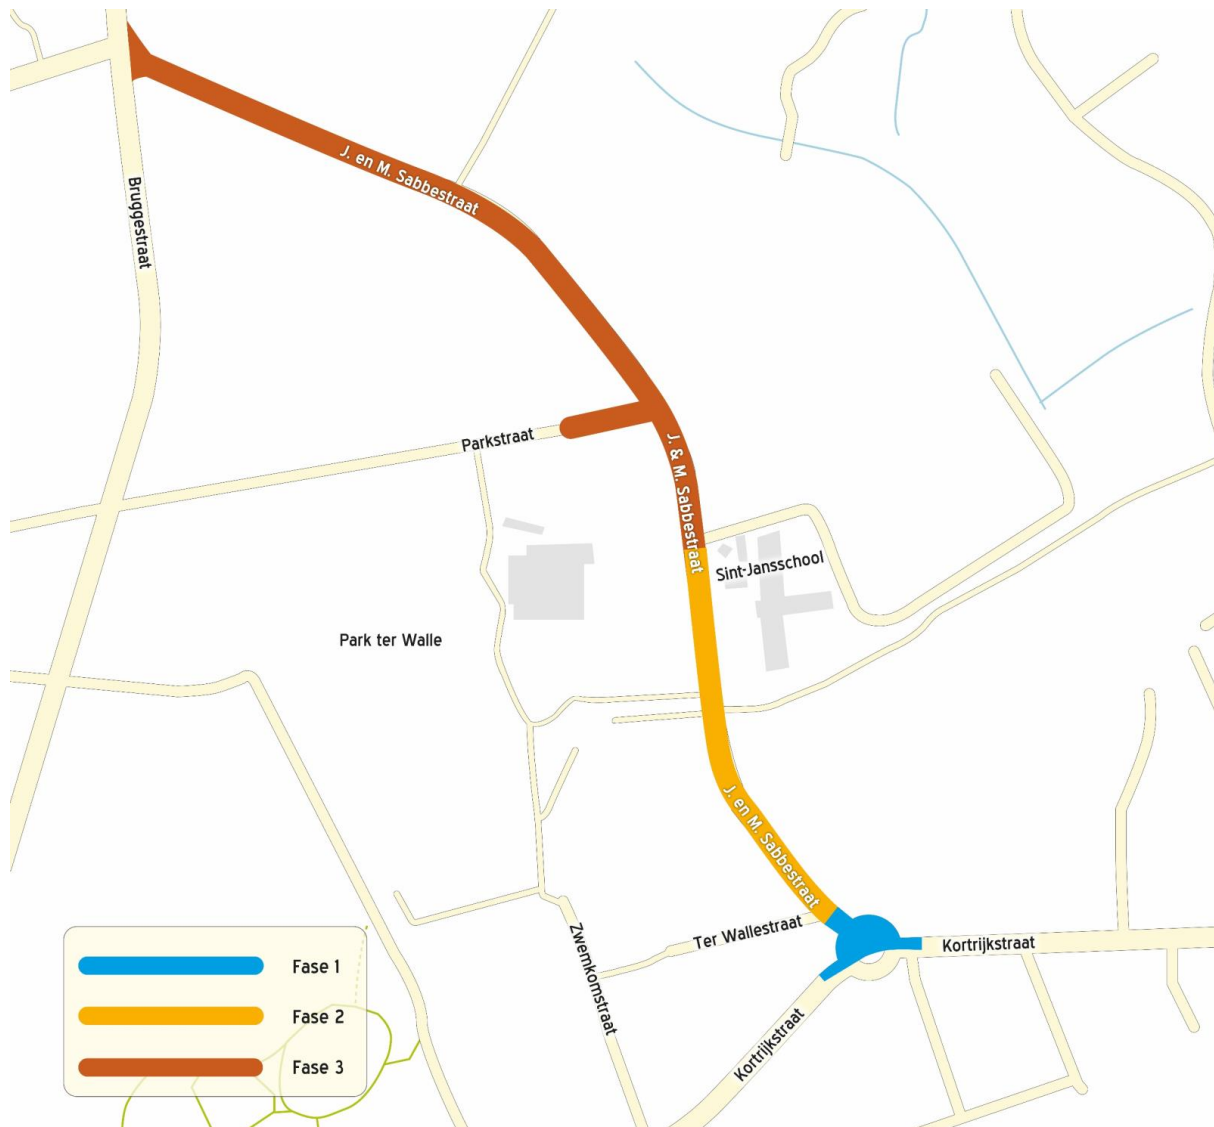 J. en M. Sabbestraat
Bruggestraat
Parkstraat
J. & M. Sabbestraat
Sint-Jansschool
Park ter Walle
J. en M. Sabbestraat
Ter Wallestraat
Kortrijkstraat
Zwemkomstraat
Kortrijkstraat
Fase 1
Fase 2
Fase 3